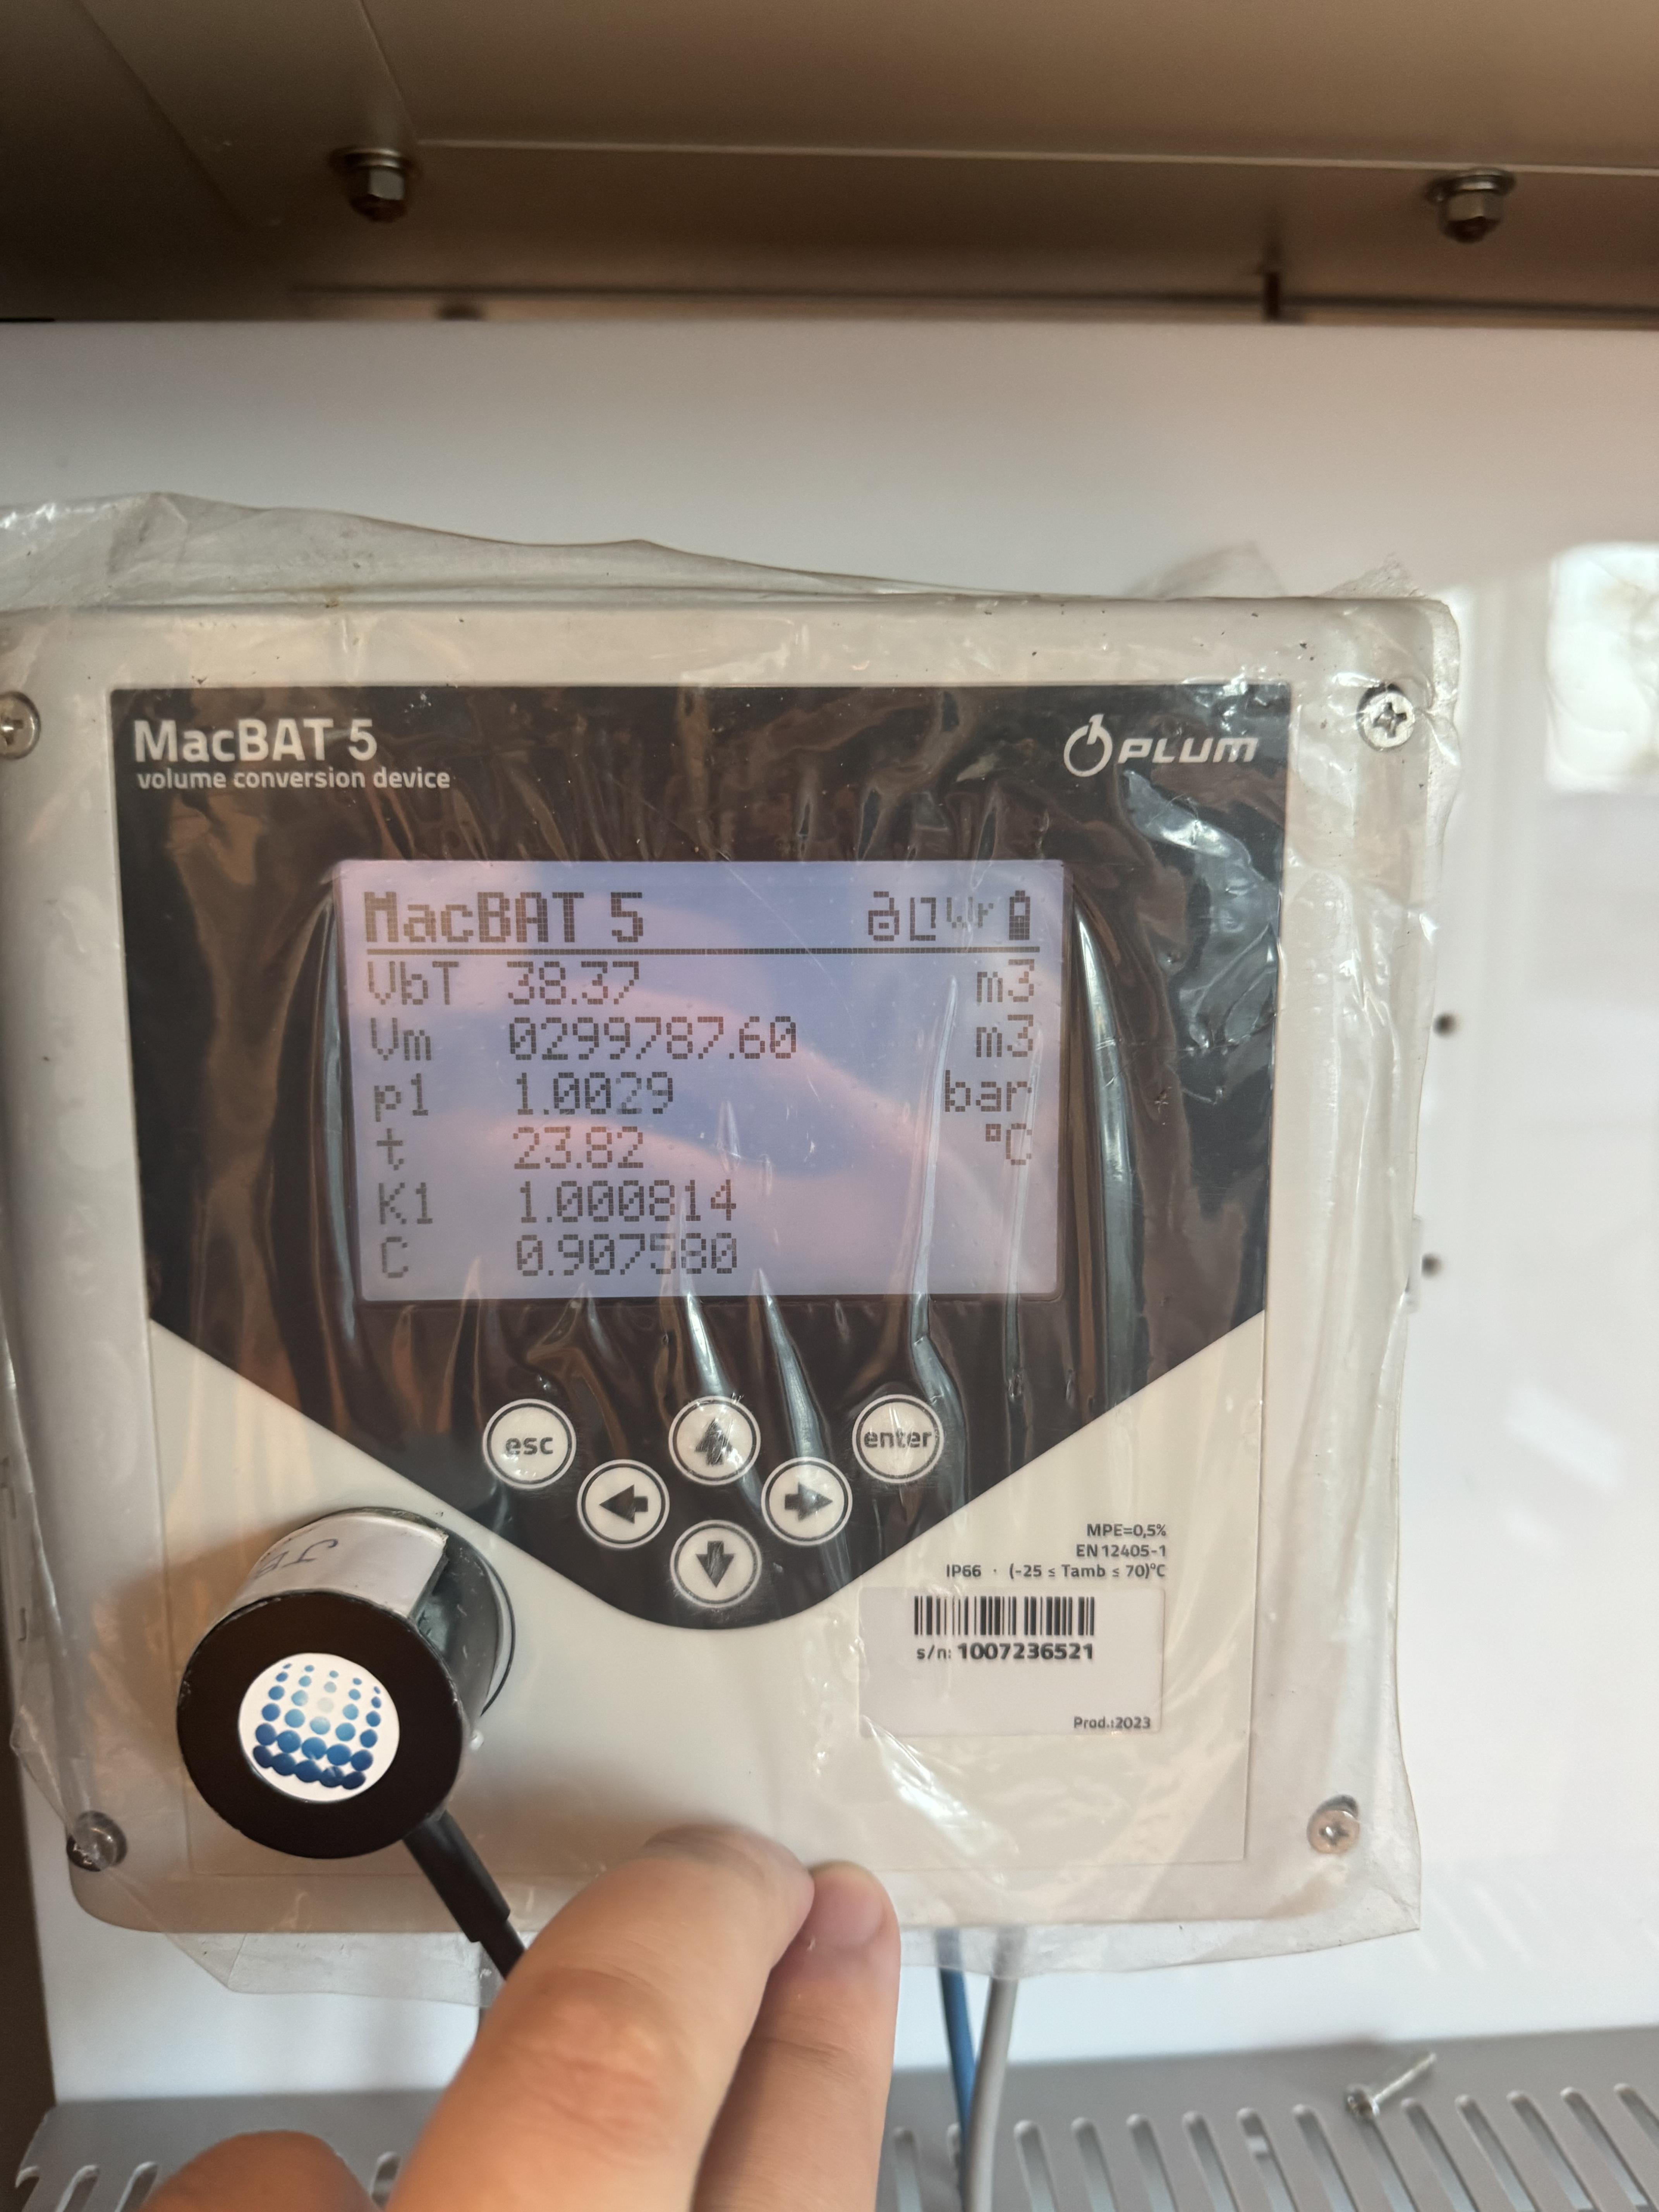 MacBAT 5
volume conversion device
PLUM
MacBAT 5
VbT 38.37 m3
Vm 0299787.60 m3
p1 1.0029 bar
t 23.82 °C
K1 1.000814
C 0.907580
esc
enter
MPE=0,5%
EN 12405-1
IP66 · (-25 ≤ Tamb ≤ 70)°C
s/n: 1007236521
Prod.:2023